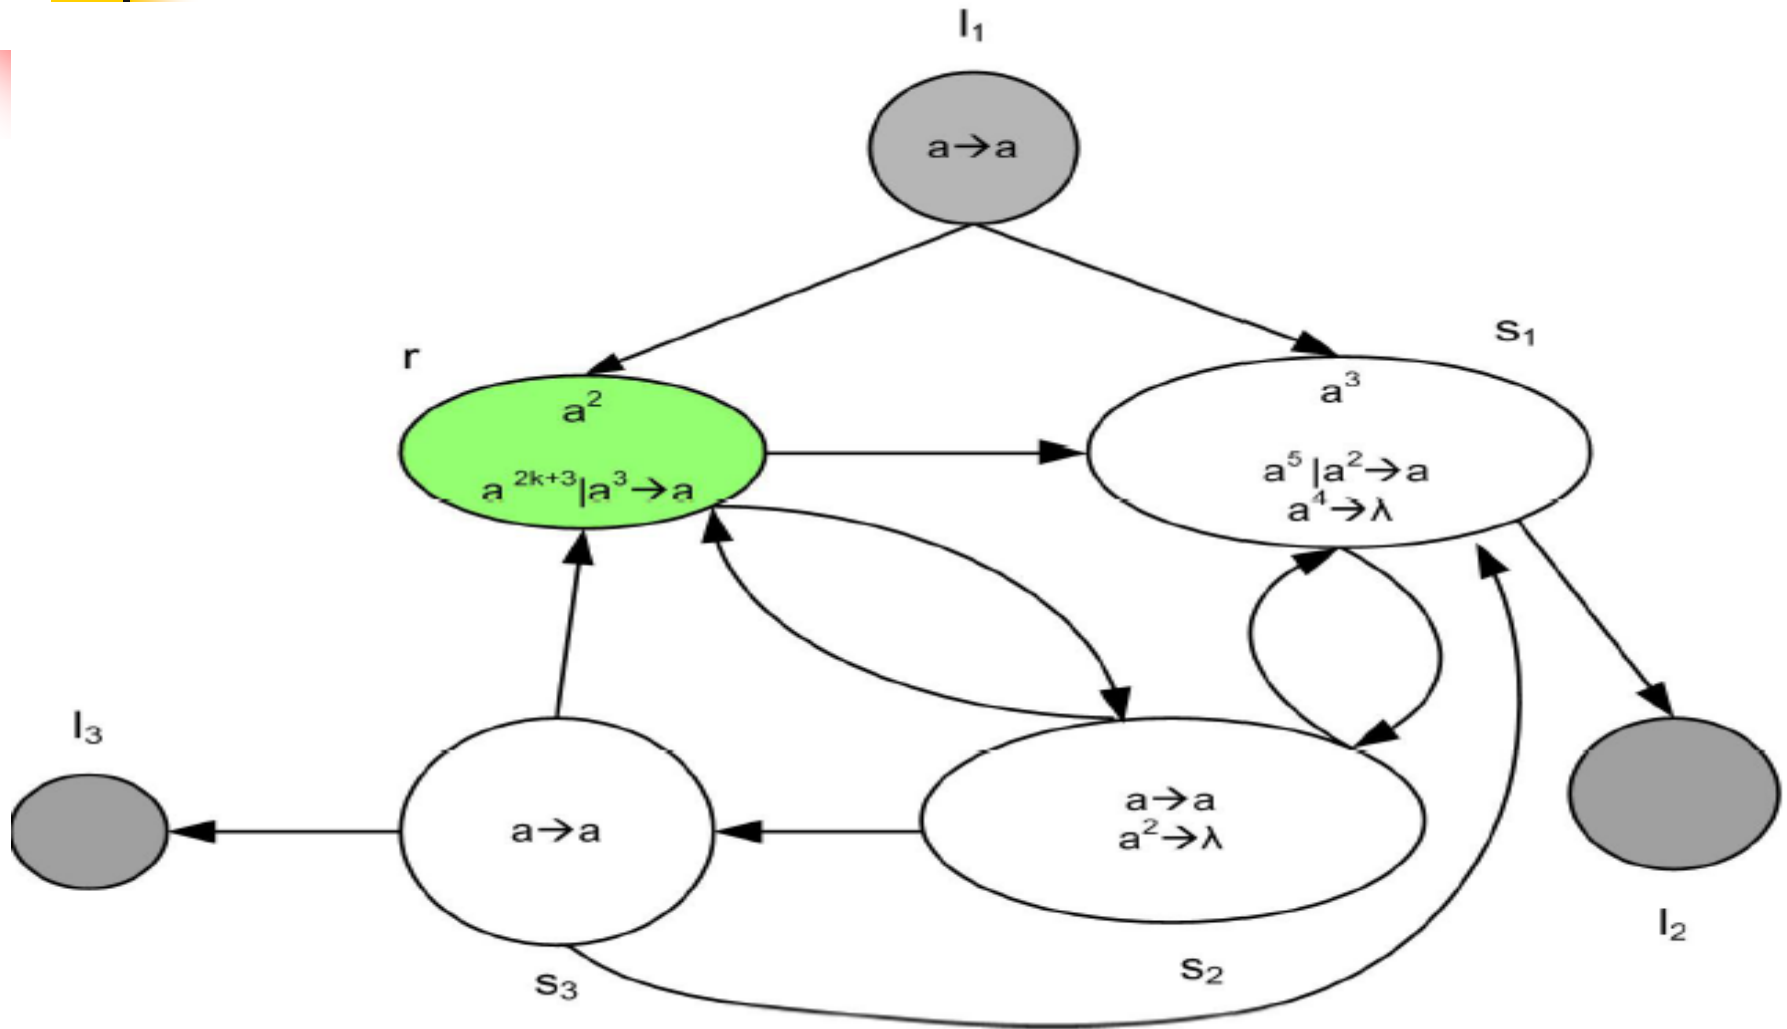 l₁
a→a
r
s₁
a²
a³
a²ᵏ⁺³|a³→a
a⁵|a²→a
a⁴→λ
l₃
a→a
a→a
a²→λ
s₃
s₂
l₂